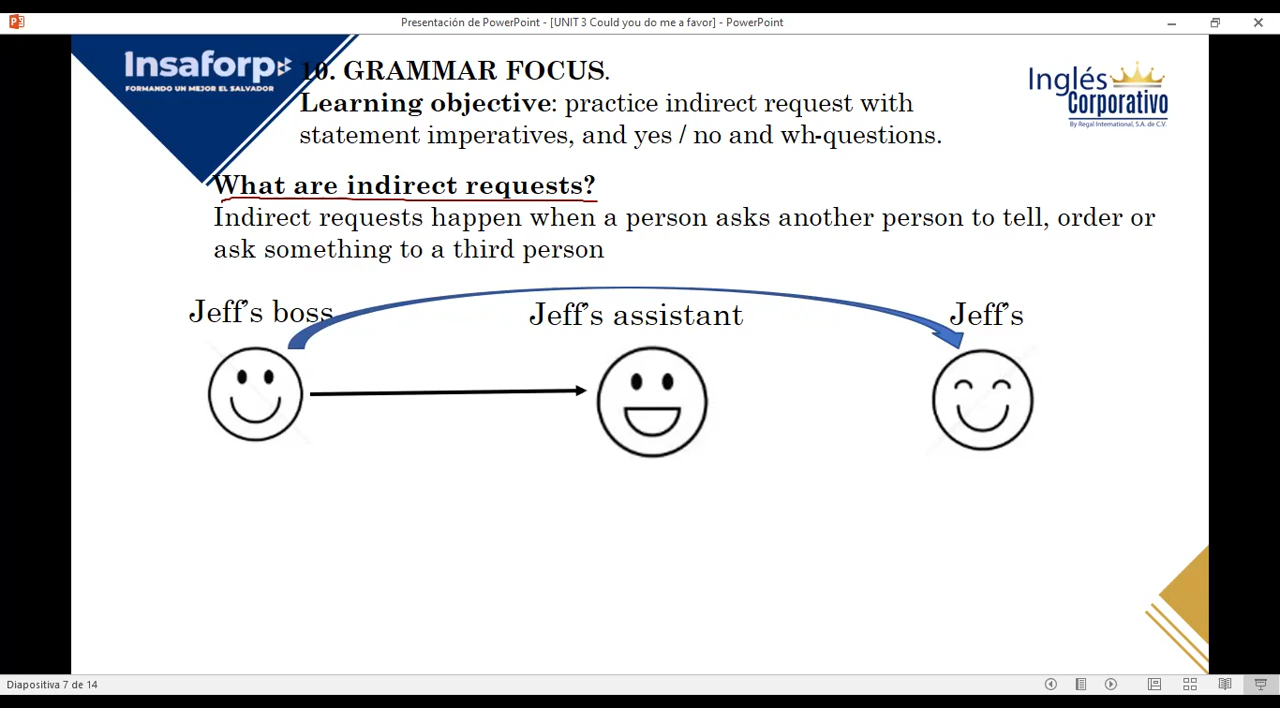 Presentación de PowerPoint - [UNIT 3 Could you do me a favor] - PowerPoint
Insaforp
FORMANDO UN MEJOR EL SALVADOR
10. GRAMMAR FOCUS.
Learning objective: practice indirect request with
statement imperatives, and yes / no and wh-questions.
Inglés
Corporativo
By Regal International, S.A. de C.V.
What are indirect requests?
Indirect requests happen when a person asks another person to tell, order or
ask something to a third person
Jeff's boss
Jeff's assistant
Jeff's
Diapositiva 7 de 14